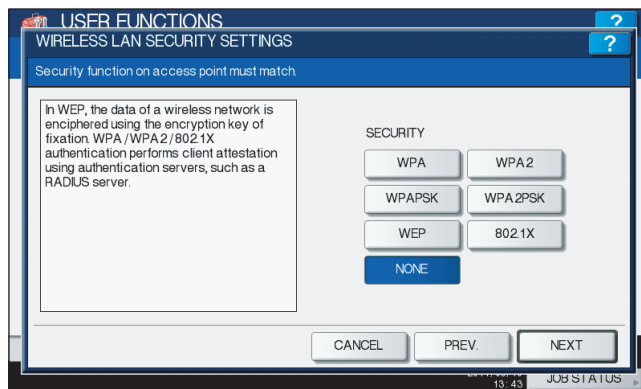 USER FUNCTIONS
?
WIRELESS LAN SECURITY SETTINGS
?
Security function on access point must match.
In WEP, the data of a wireless network is
enciphered using the encryption key of
fixation. WPA/WPA2/802.1X
authentication performs client attestation
using authentication servers, such as a
RADIUS server.
SECURITY
WPA
WPA2
WPAPSK
WPA2PSK
WEP
802.1X
NONE
CANCEL
PREV.
NEXT
13:43
JOB STATUS